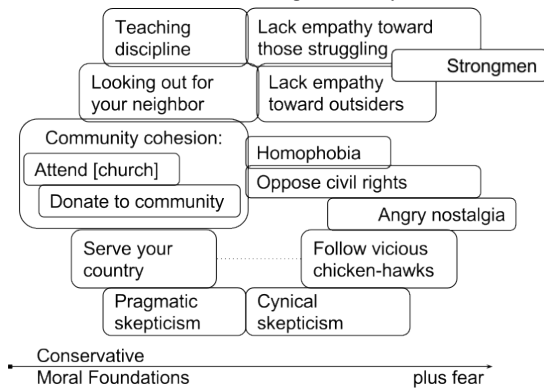 Teaching
discipline
Lack empathy toward
those struggling
Strongmen
Looking out for
your neighbor
Lack empathy
toward outsiders
Community cohesion:
Attend [church]
Donate to community
Homophobia
Oppose civil rights
Angry nostalgia
Serve your
country
Follow vicious
chicken-hawks
Pragmatic
skepticism
Cynical
skepticism
Conservative
Moral Foundations
plus fear